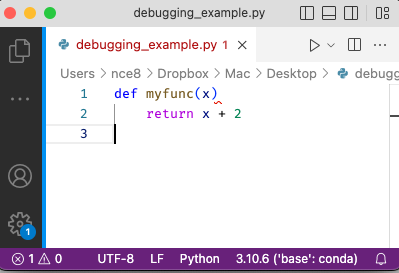 debugging_example.py
debugging_example.py 1
Users > nce8 > Dropbox > Mac > Desktop > debugg
1 def myfunc(x)
2     return x + 2
3
1
1 0 UTF-8 LF Python 3.10.6 ('base': conda)